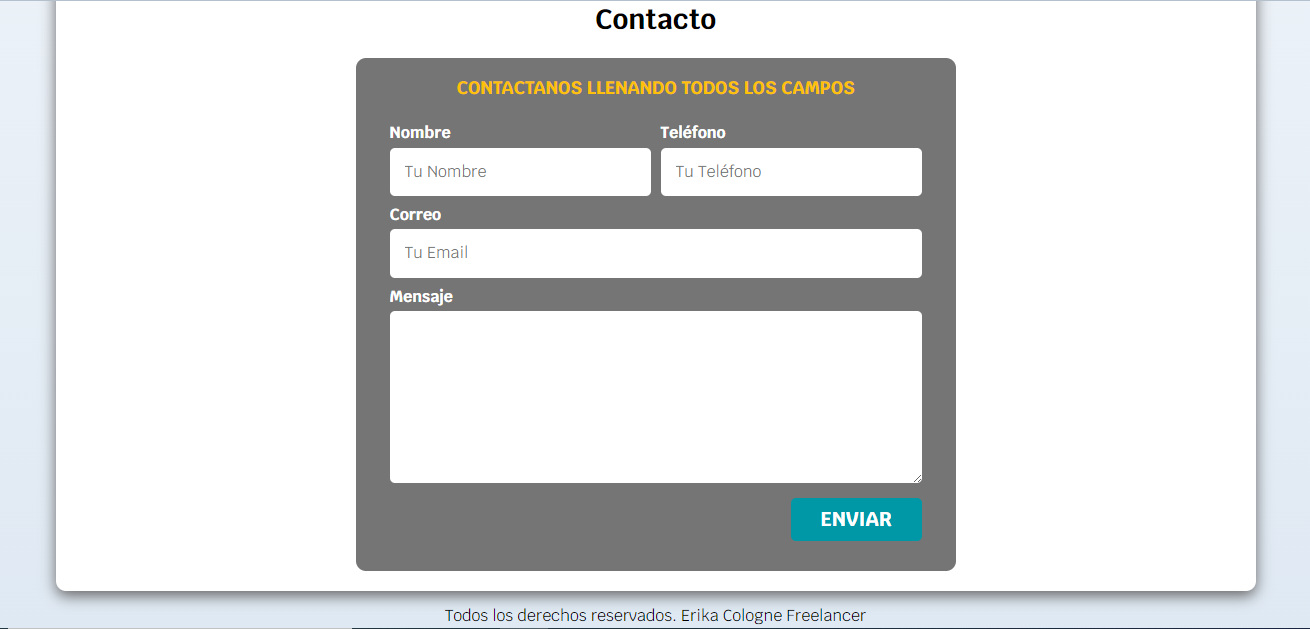 Contacto
CONTACTANOS LLENANDO TODOS LOS CAMPOS
Nombre
Teléfono
Tu Nombre
Tu Teléfono
Correo
Tu Email
Mensaje
ENVIAR
Todos los derechos reservados. Erika Cologne Freelancer